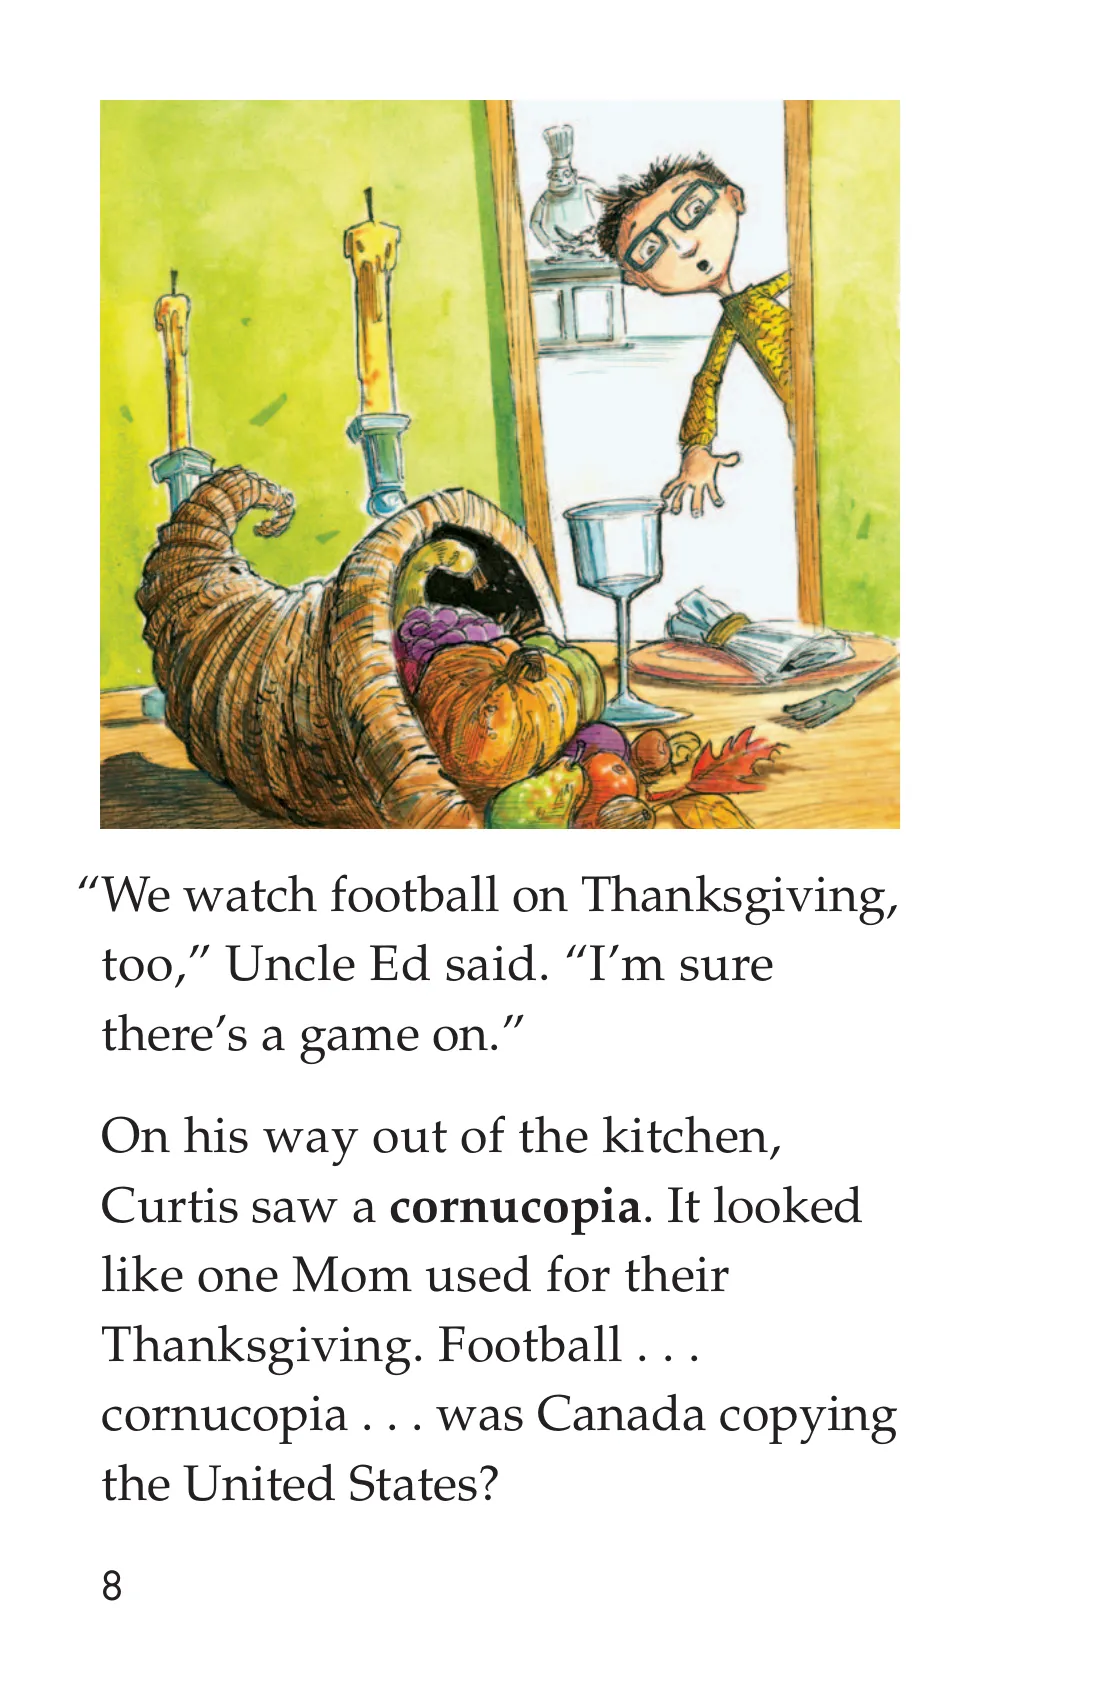 “We watch football on Thanksgiving,
too,” Uncle Ed said. “I’m sure
there’s a game on.”
On his way out of the kitchen,
Curtis saw a cornucopia. It looked
like one Mom used for their
Thanksgiving. Football . . .
cornucopia . . . was Canada copying
the United States?
8